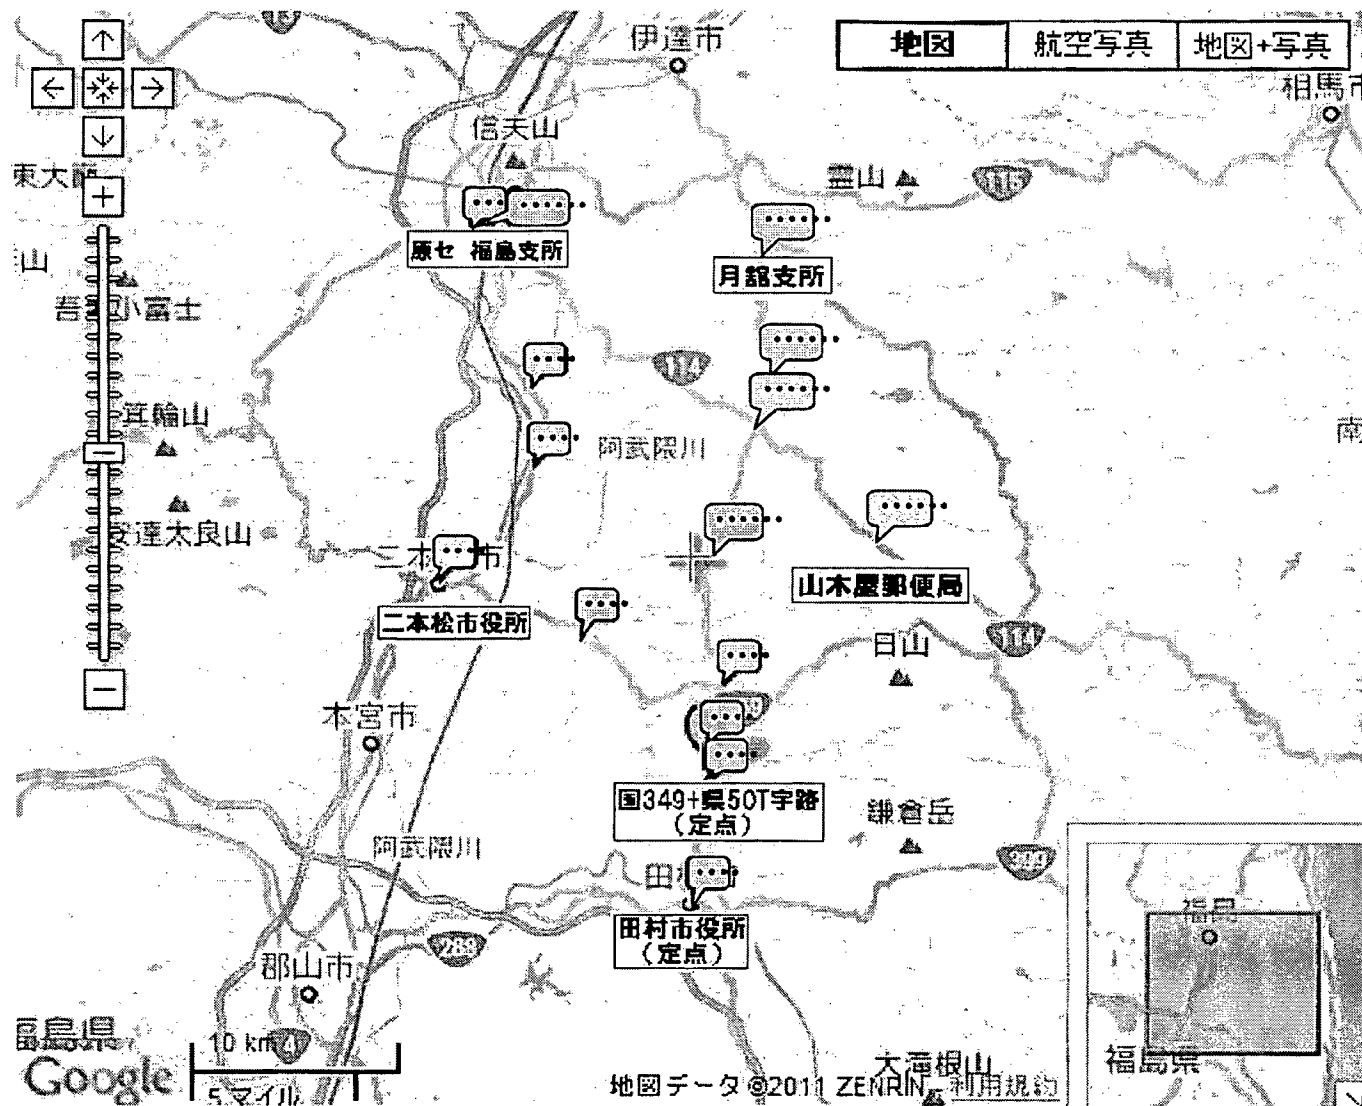 伊達市
地図
航空写真
地図+写真
相馬市
信夫山
霊山
115
原セ 福島支所
月舘支所
山
吾妻小富士
114
箕輪山
阿武隈川
南
安達太良山
山木屋郵便局
二本松市役所
日山
114
本宮市
国349+県50T字路
(定点)
鎌倉岳
阿武隈川
399
田村市役所
(定点)
288
郡山市
福島
福島県
10 km
4
Google
5マイル
大滝根山
福島県
地図データ ©2011 ZENRIN
利用規約